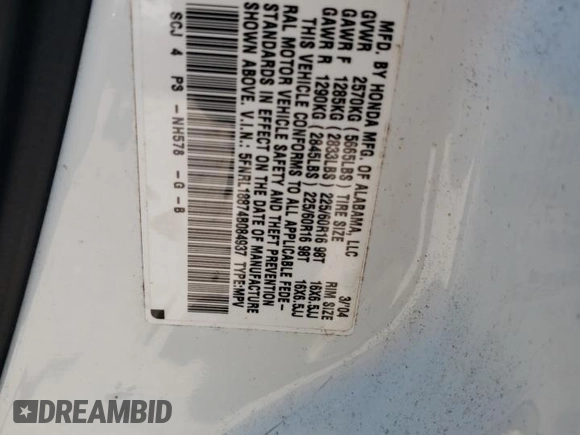 MFD. BY HONDA MFG. OF ALABAMA, LLC 3/'04
GVWR 2570KG (5665LBS) TIRE SIZE RIM SIZE
GAWR F 1285KG (2833LBS) 225/60R16 98T 16X6.5JJ
GAWR R 1290KG (2845LBS) 225/60R16 98T 16X6.5JJ
THIS VEHICLE CONFORMS TO ALL APPLICABLE FEDE-
RAL MOTOR VEHICLE SAFETY AND THEFT PREVENTION
STANDARDS IN EFFECT ON THE DATE OF MANUFACTURE
SHOWN ABOVE. V.I.N.: 5FNRL18874B084937 TYPE:MPV
SCJ 4 PS -NH578 -G -B
DREAMBID